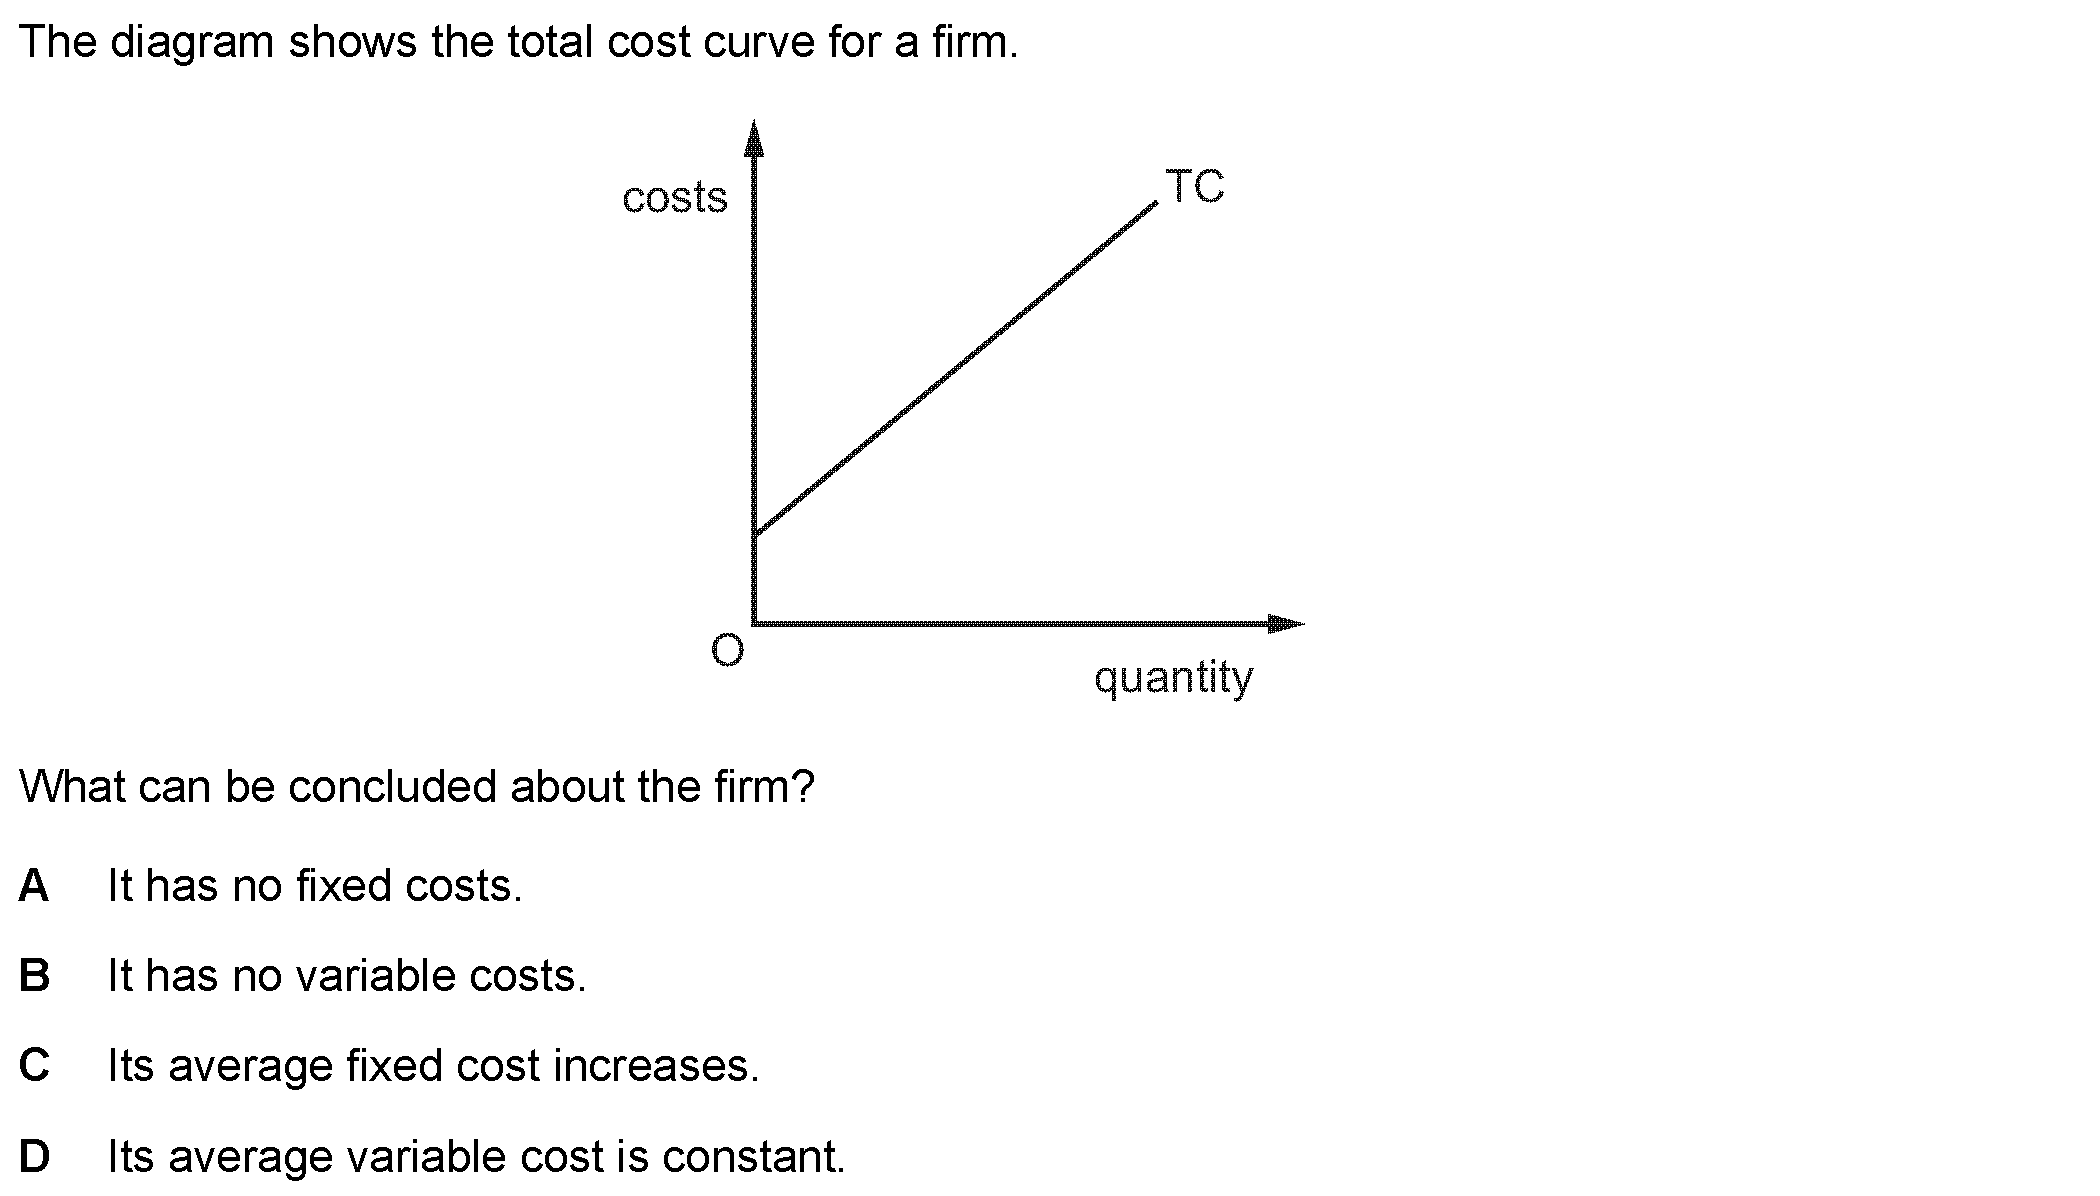 The diagram shows the total cost curve for a firm.
costs
TC
O
quantity
What can be concluded about the firm?
A It has no fixed costs.
B It has no variable costs.
C Its average fixed cost increases.
D Its average variable cost is constant.